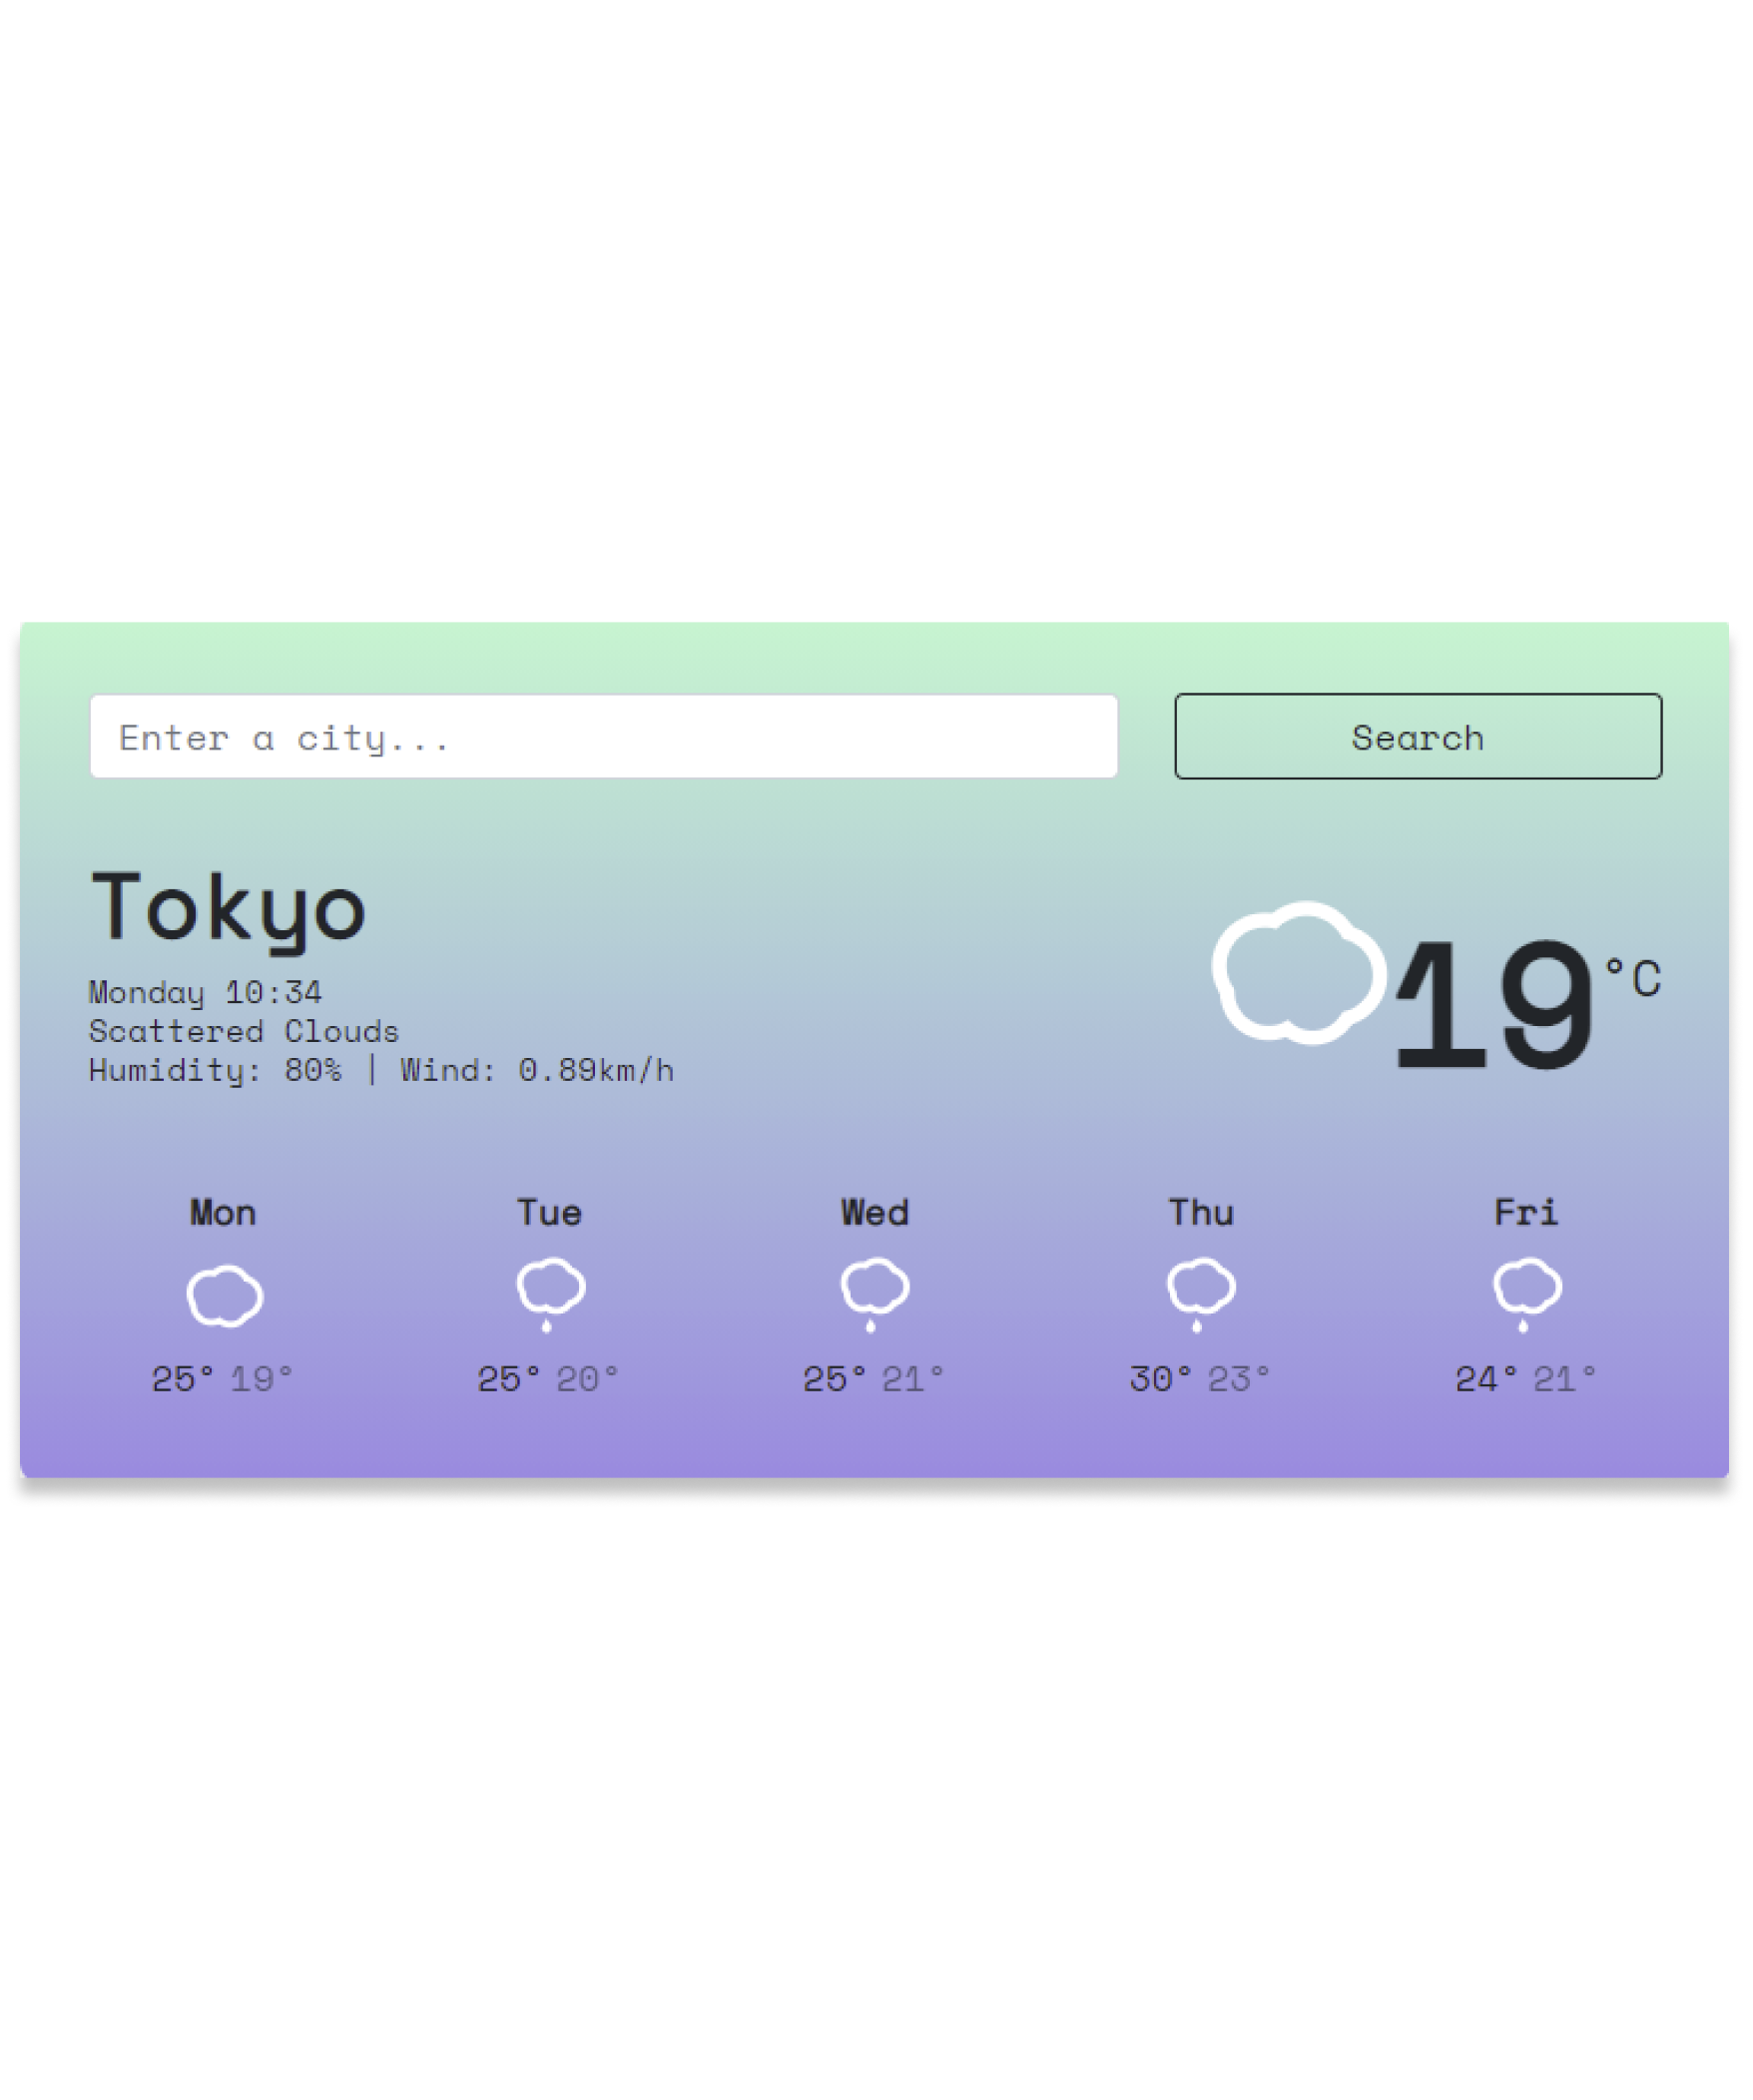 Enter a city...
Search
Tokyo
Monday 10:34
Scattered Clouds
Humidity: 80% | Wind: 0.89km/h
19 °C
Mon Tue Wed Thu Fri
25° 19° 25° 20° 25° 21° 30° 23° 24° 21°